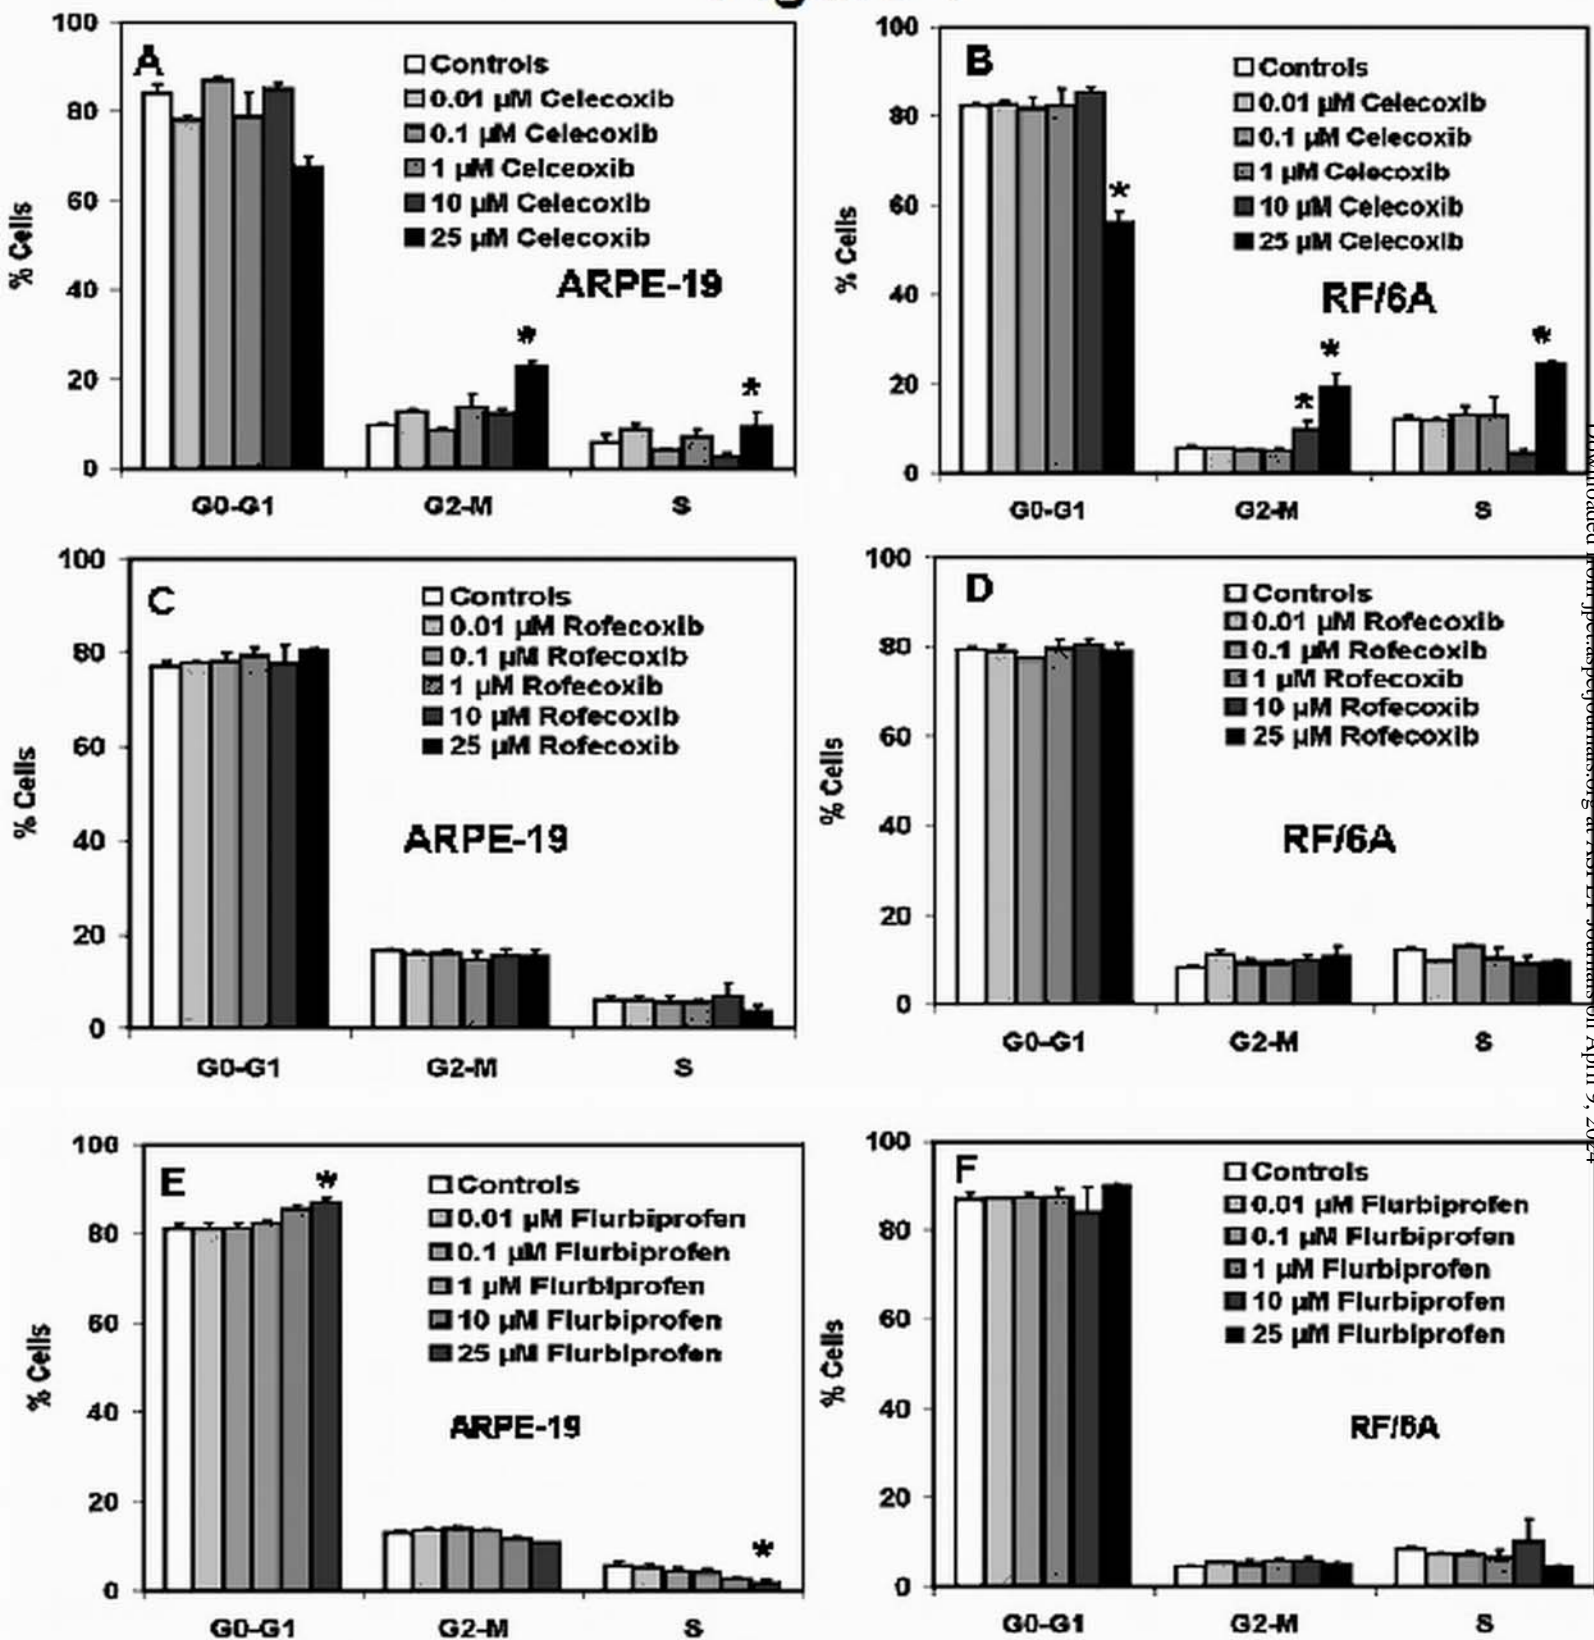 A
Controls
0.01 µM Celecoxib
0.1 µM Celecoxib
1 µM Celceoxib
10 µM Celecoxib
25 µM Celecoxib
ARPE-19
% Cells
100
80
60
40
20
0
G0-G1 G2-M S
*
*
B
Controls
0.01 µM Celecoxib
0.1 µM Celecoxib
1 µM Celecoxib
10 µM Celecoxib
25 µM Celecoxib
RF/6A
% Cells
100
80
60
40
20
0
G0-G1 G2-M S
*
*
*
*
C
Controls
0.01 µM Rofecoxib
0.1 µM Rofecoxib
1 µM Rofecoxib
10 µM Rofecoxib
25 µM Rofecoxib
ARPE-19
% Cells
100
80
60
40
20
0
G0-G1 G2-M S
D
Controls
0.01 µM Rofecoxib
0.1 µM Rofecoxib
1 µM Rofecoxib
10 µM Rofecoxib
25 µM Rofecoxib
RF/6A
% Cells
100
80
60
40
20
0
G0-G1 G2-M S
E
Controls
0.01 µM Flurbiprofen
0.1 µM Flurbiprofen
1 µM Flurbiprofen
10 µM Flurbiprofen
25 µM Flurbiprofen
ARPE-19
% Cells
100
80
60
40
20
0
G0-G1 G2-M S
*
*
F
Controls
0.01 µM Flurbiprofen
0.1 µM Flurbiprofen
1 µM Flurbiprofen
10 µM Flurbiprofen
25 µM Flurbiprofen
RF/6A
% Cells
100
80
60
40
20
0
G0-G1 G2-M S